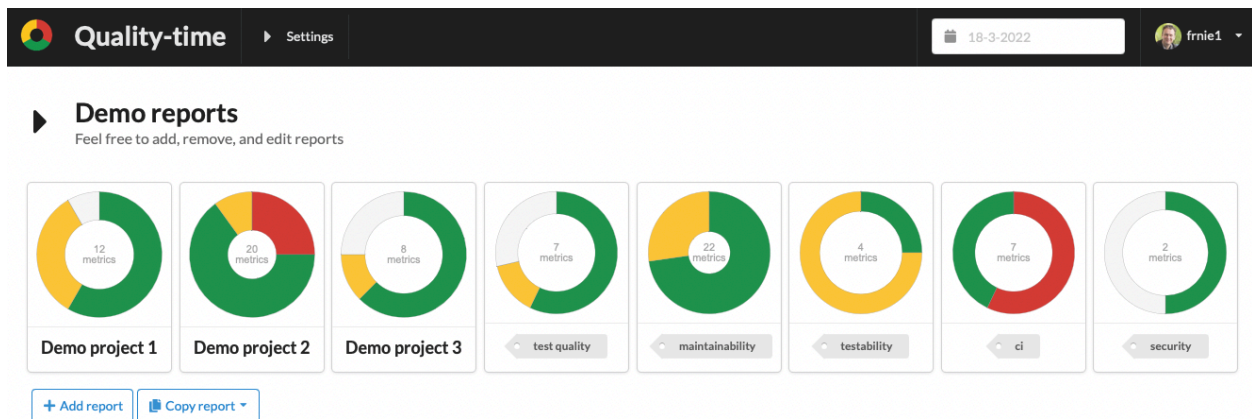 Quality-time
Settings
18-3-2022
frnie1
Demo reports
Feel free to add, remove, and edit reports
12
metrics
20
metrics
8
metrics
7
metrics
22
metrics
4
metrics
7
metrics
2
metrics
Demo project 1
Demo project 2
Demo project 3
test quality
maintainability
testability
ci
security
Add report
Copy report